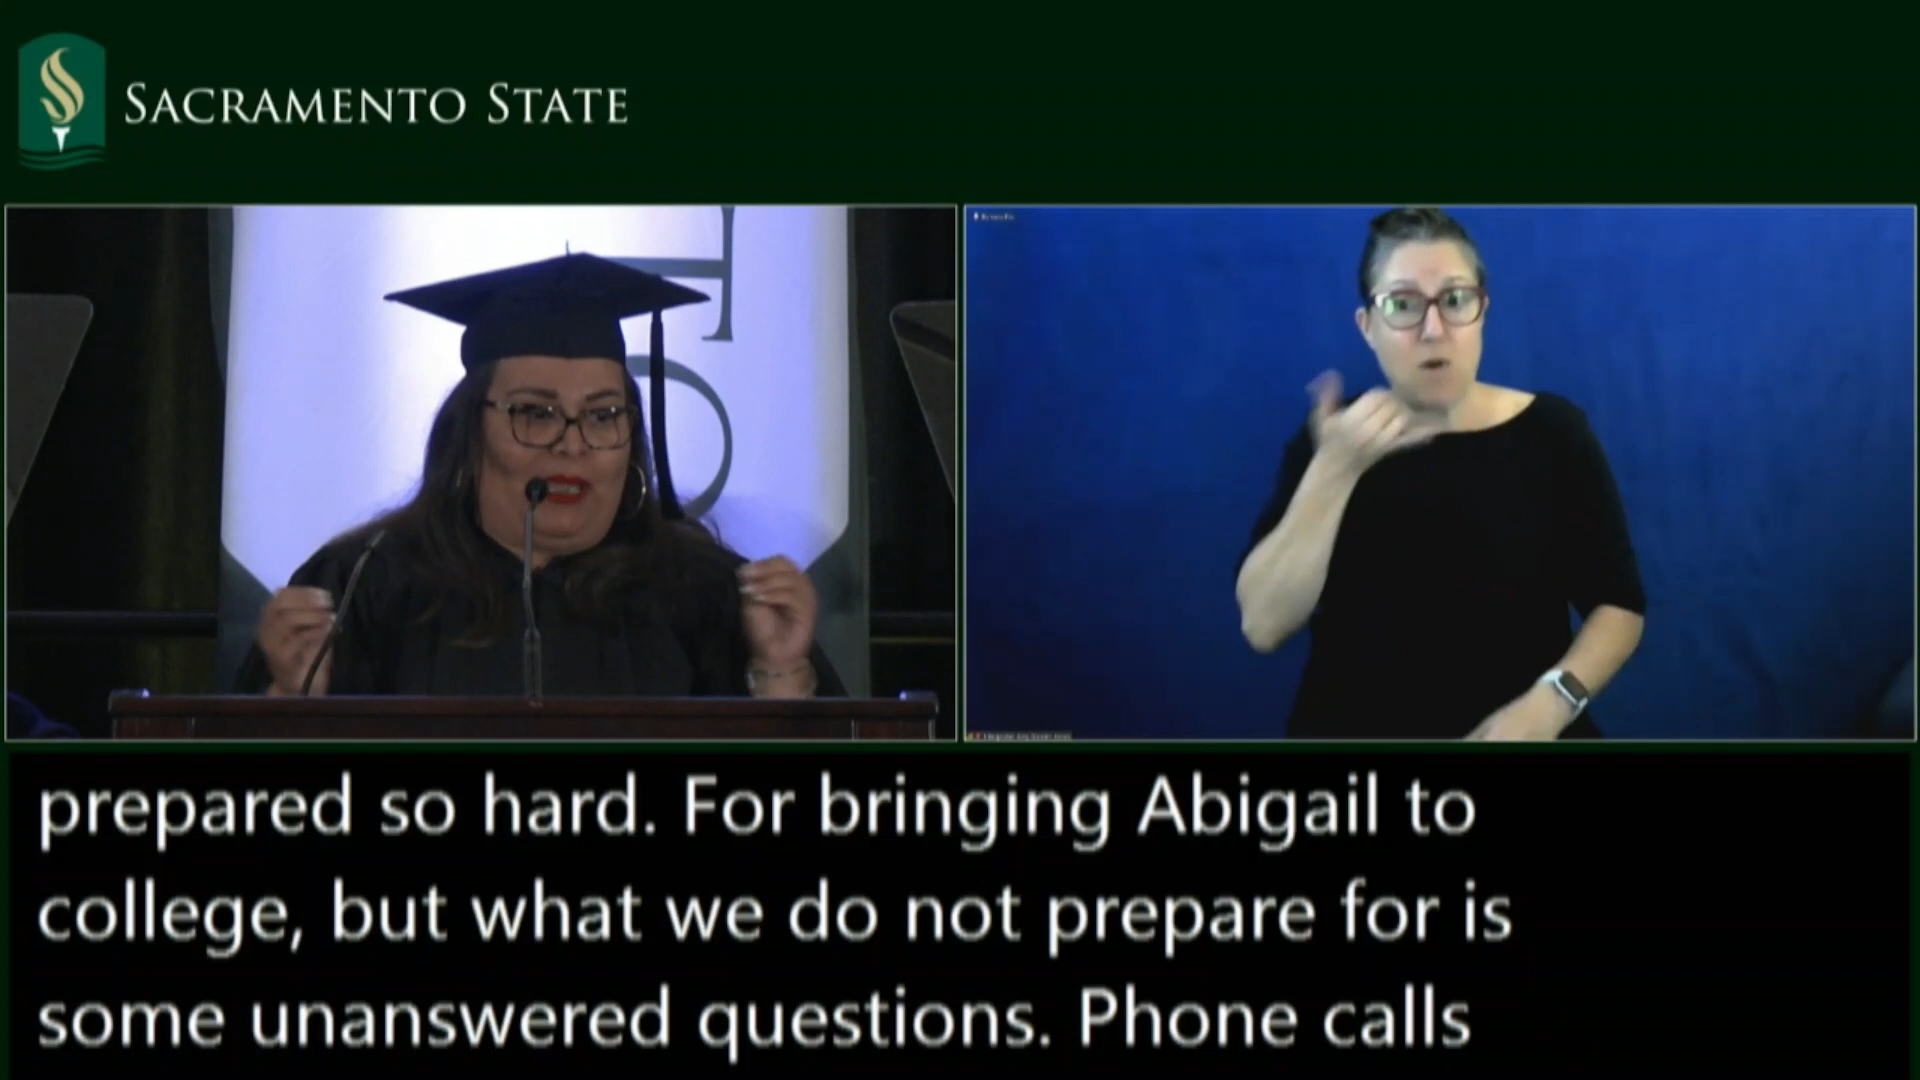 SACRAMENTO STATE
prepared so hard. For bringing Abigail to
college, but what we do not prepare for is
some unanswered questions. Phone calls